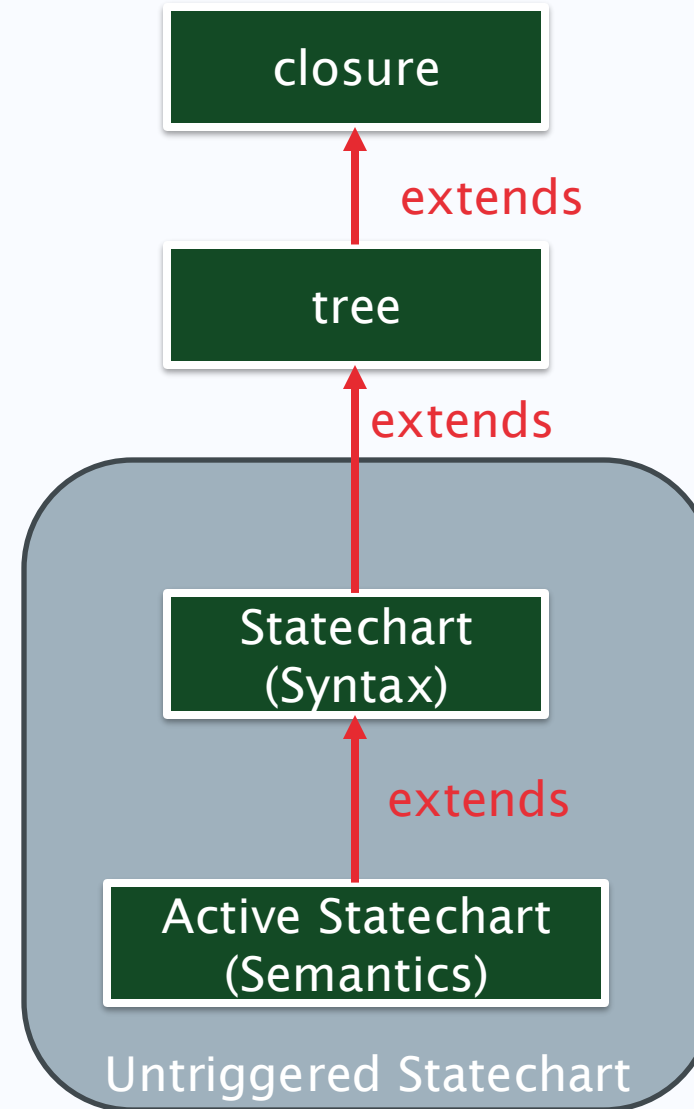 closure
extends
tree
extends
Statechart
(Syntax)
extends
Active Statechart
(Semantics)
Untriggered Statechart